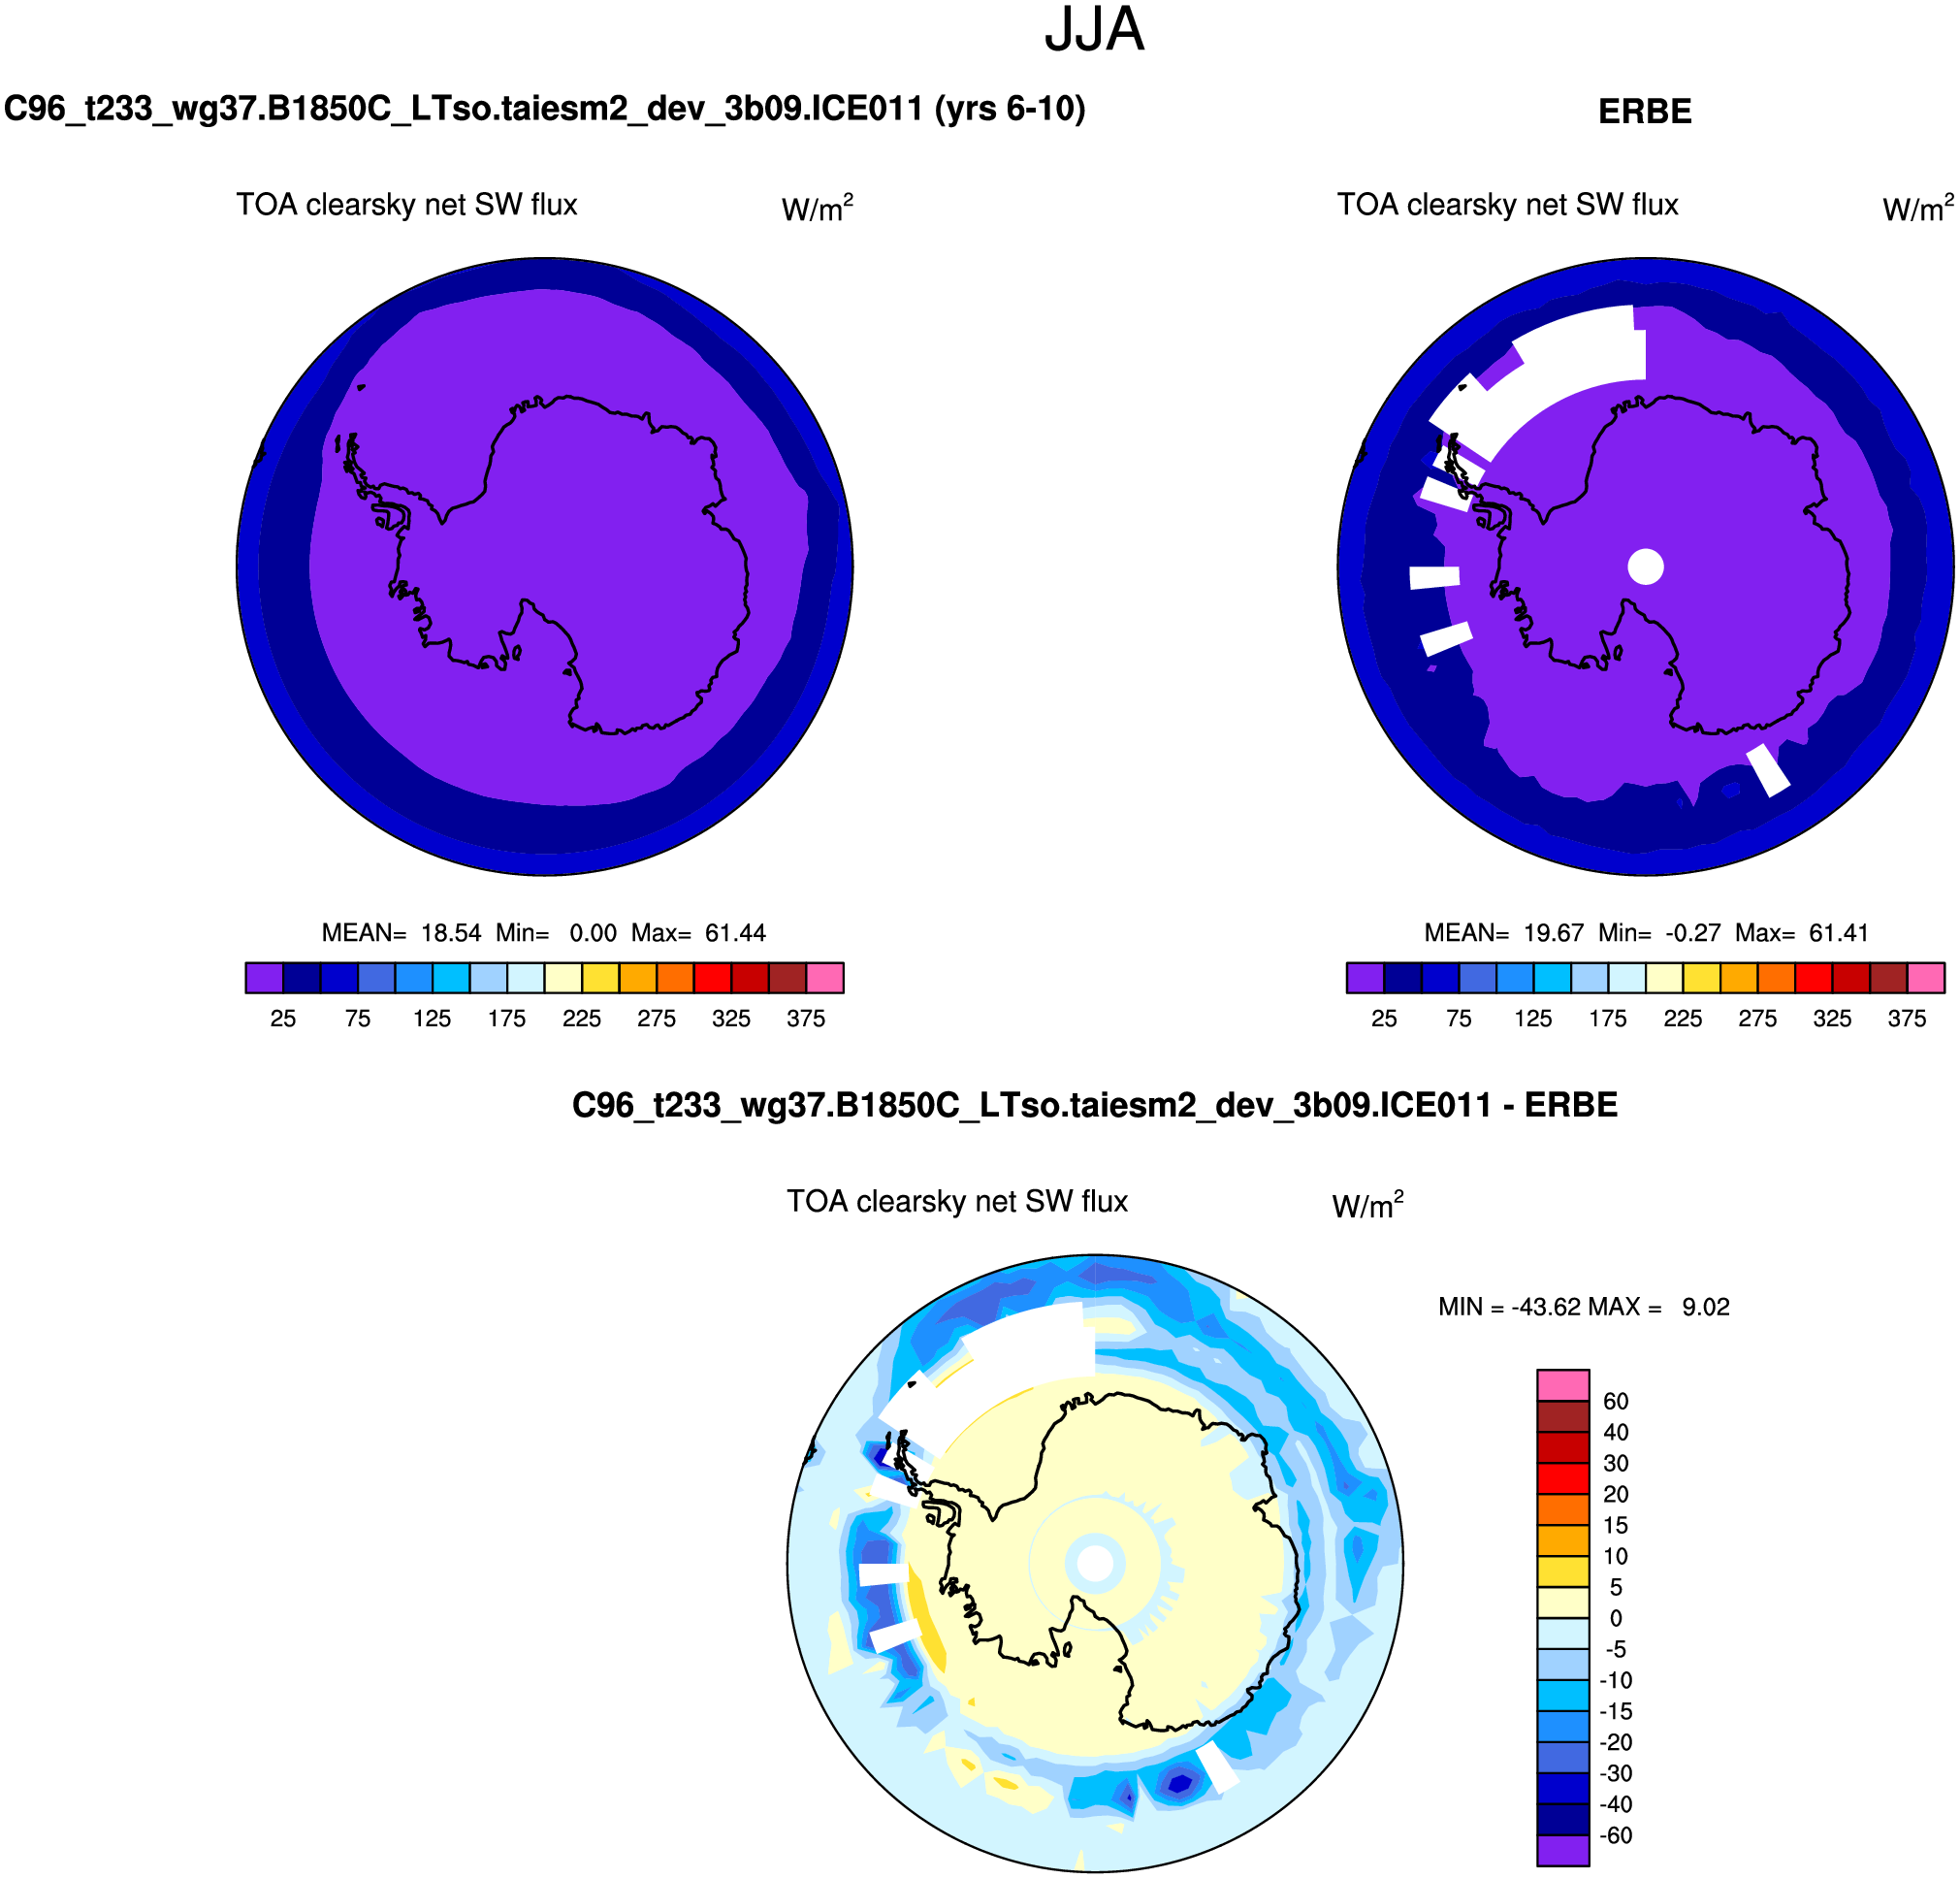 JJA
C96_t233_wg37.B1850C_LTso.taiesm2_dev_3b09.ICE011 (yrs 6-10)
ERBE
TOA clearsky net SW flux W/m²
TOA clearsky net SW flux W/m²
MEAN= 18.54 Min= 0.00 Max= 61.44
MEAN= 19.67 Min= -0.27 Max= 61.41
25 75 125 175 225 275 325 375
25 75 125 175 225 275 325 375
C96_t233_wg37.B1850C_LTso.taiesm2_dev_3b09.ICE011 - ERBE
TOA clearsky net SW flux W/m²
MIN = -43.62 MAX = 9.02
60
40
30
20
15
10
5
0
-5
-10
-15
-20
-30
-40
-60